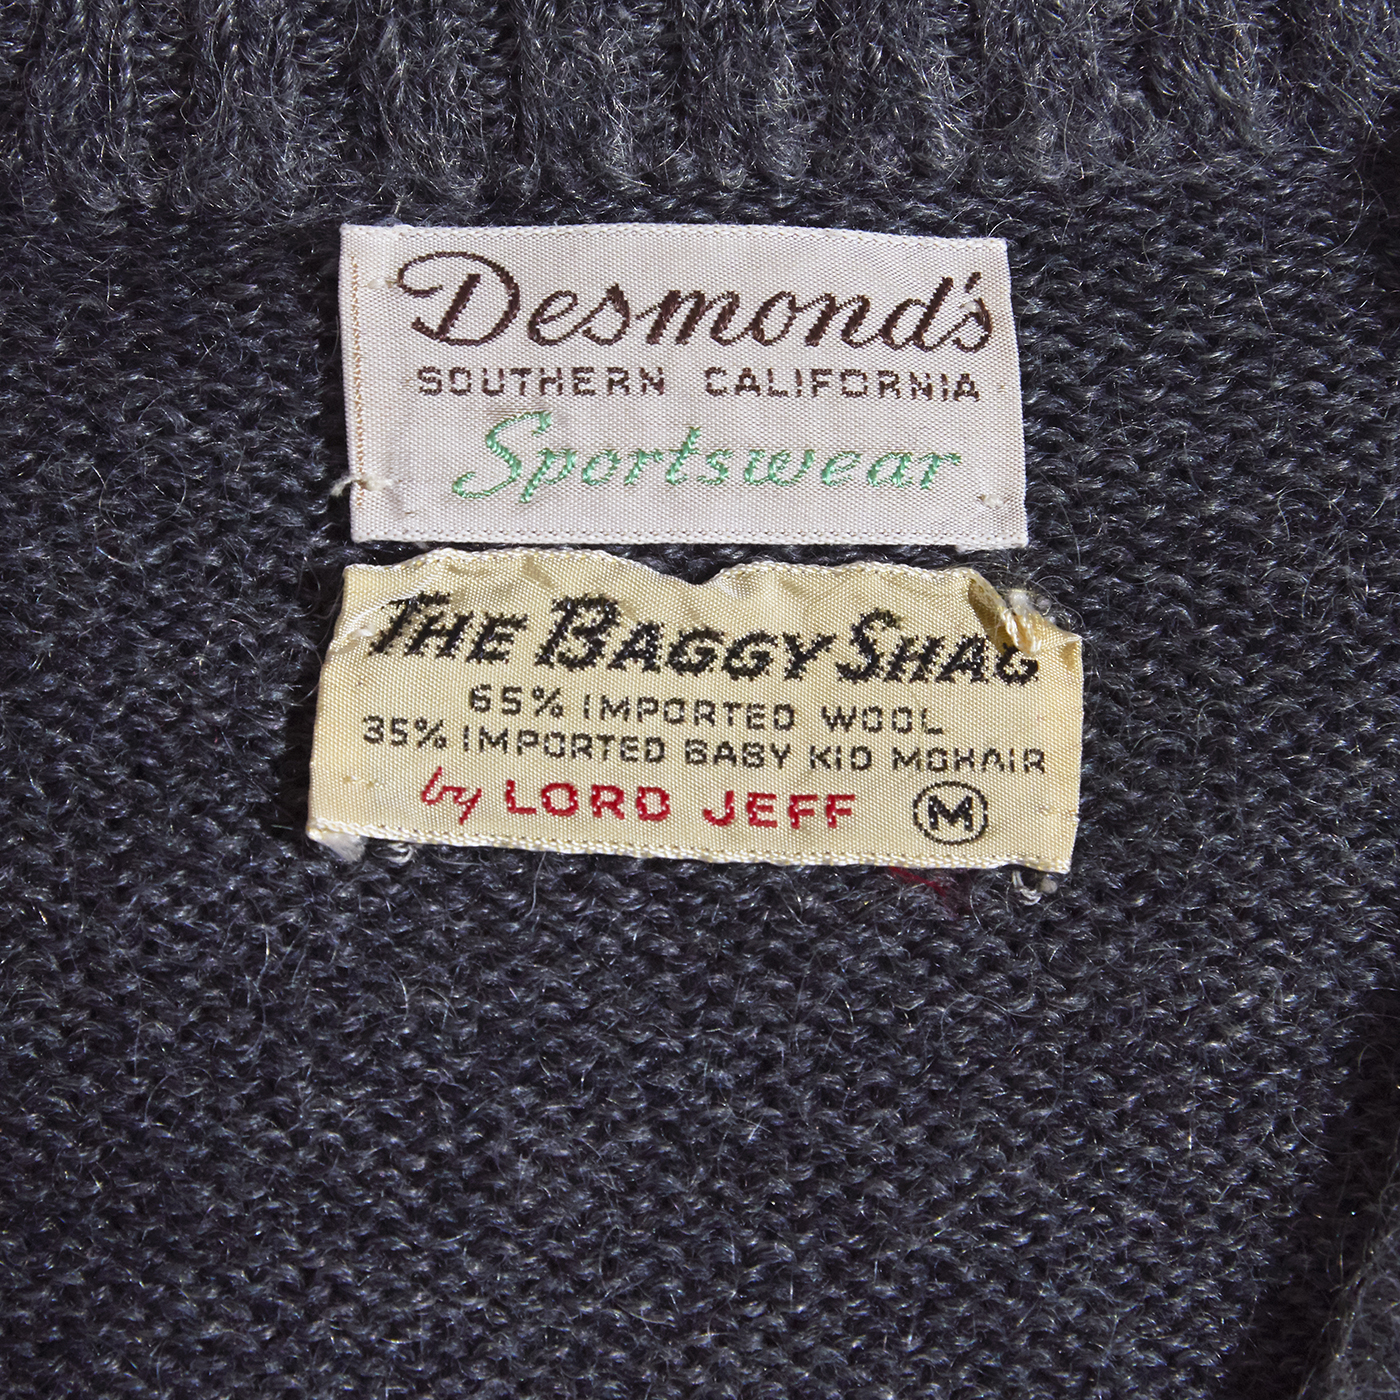 Desmond's
SOUTHERN CALIFORNIA
Sportswear
THE BAGGY SHAG
65% IMPORTED WOOL
35% IMPORTED BABY KID MOHAIR
by LORD JEFF M